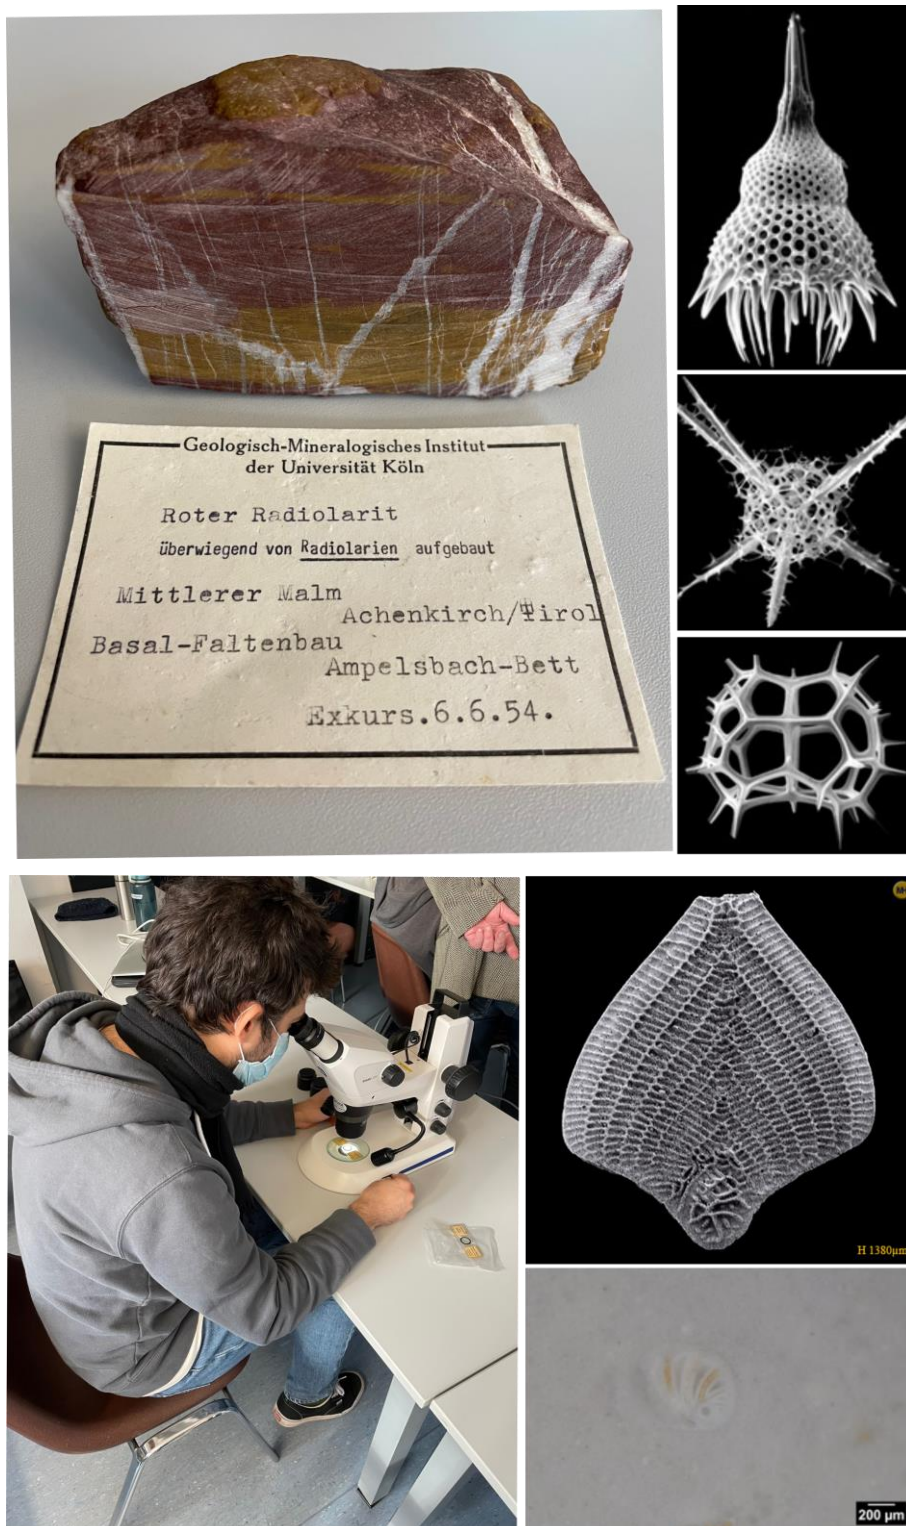 Geologisch-Mineralogisches Institut
der Universität Köln
Roter Radiolarit
überwiegend von Radiolarien aufgebaut
Mittlerer Malm
Achenkirch/Tirol
Basal-Faltenbau
Ampelsbach-Bett
Exkurs.6.6.54.
H 1380µm
200 µm